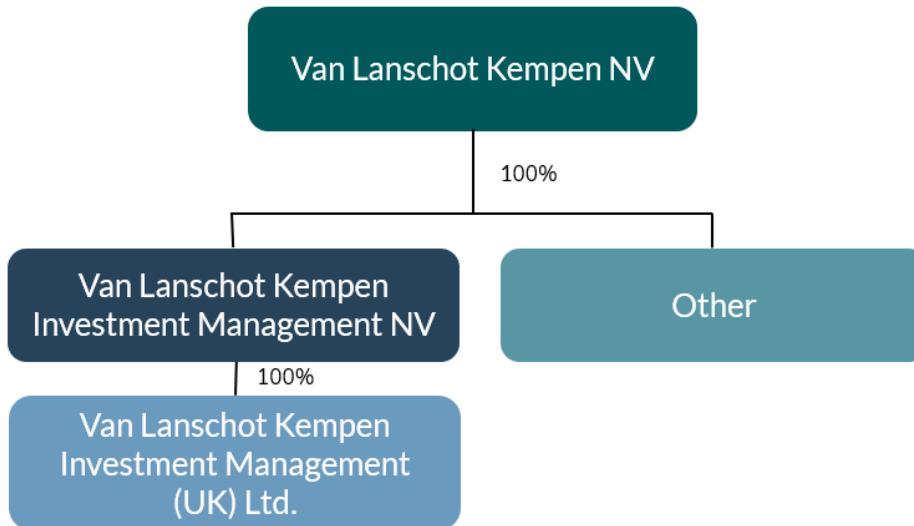 Van Lanschot Kempen NV
100%
Van Lanschot Kempen
Investment Management NV
Other
100%
Van Lanschot Kempen
Investment Management
(UK) Ltd.